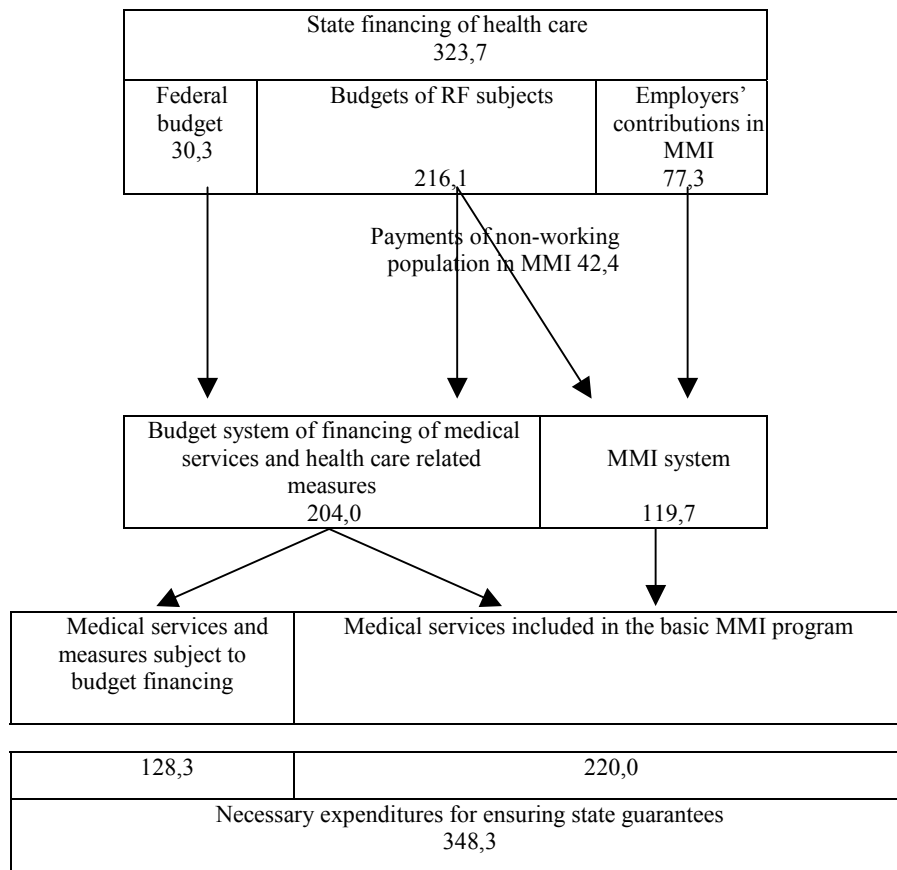 State financing of health care
323,7
Federal
budget
30,3
Budgets of RF subjects
216,1
Employers’
contributions in
MMI
77,3
Payments of non-working
population in MMI 42,4
Budget system of financing of medical
services and health care related
measures
204,0
MMI system
119,7
Medical services and
measures subject to
budget financing
Medical services included in the basic MMI program
128,3
220,0
Necessary expenditures for ensuring state guarantees
348,3